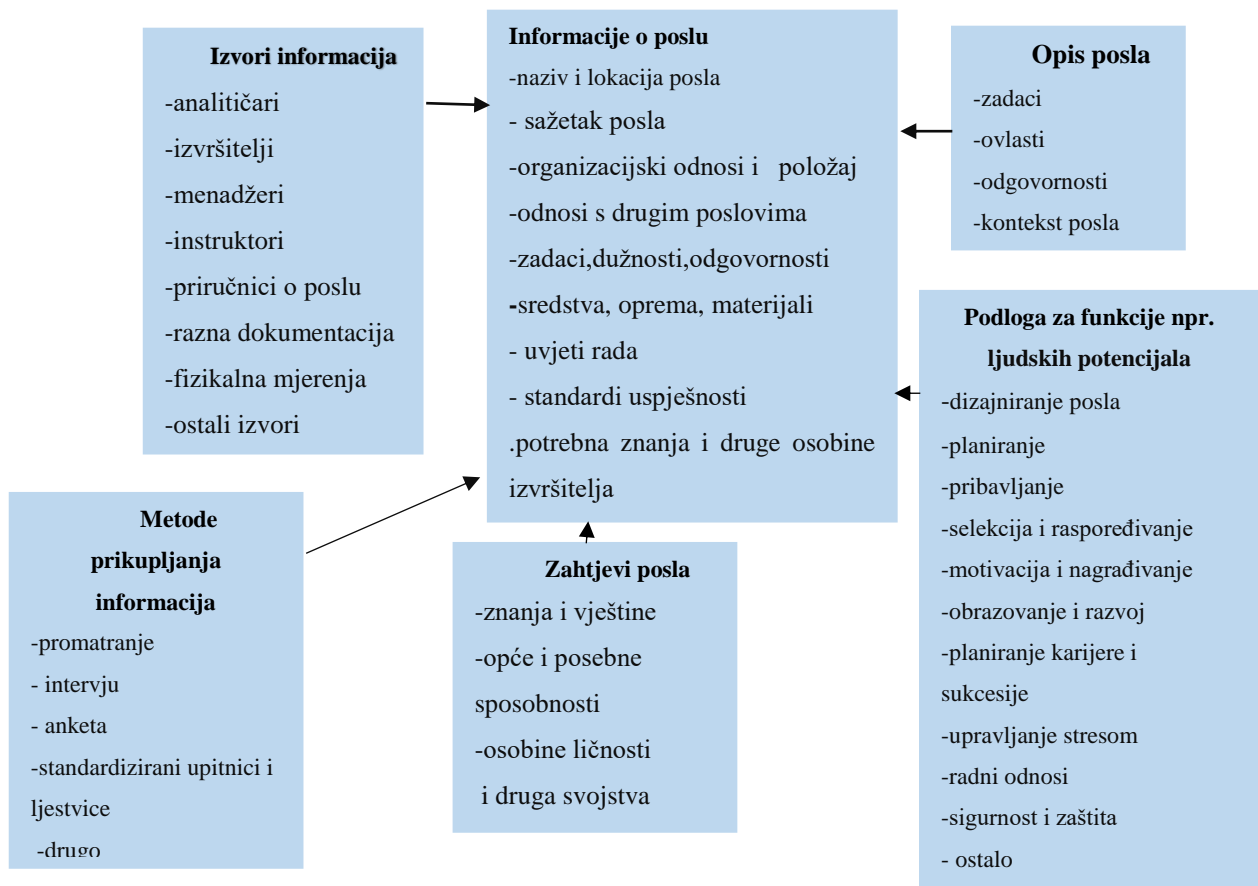 Izvori informacija
-analitičari
-izvršitelji
-menadžeri
-instruktori
-priručnici o poslu
-razna dokumentacija
-fizikalna mjerenja
-ostali izvori
Informacije o poslu
-naziv i lokacija posla
- sažetak posla
-organizacijski odnosi i položaj
-odnosi s drugim poslovima
-zadaci,dužnosti,odgovornosti
-sredstva, oprema, materijali
- uvjeti rada
- standardi uspješnosti
.potrebna znanja i druge osobine
izvršitelja
Opis posla
-zadaci
-ovlasti
-odgovornosti
-kontekst posla
Metode
prikupljanja
informacija
-promatranje
- intervju
- anketa
-standardizirani upitnici i
ljestvice
-drugo
Zahtjevi posla
-znanja i vještine
-opće i posebne
sposobnosti
-osobine ličnosti
i druga svojstva
Podloga za funkcije npr.
ljudskih potencijala
-dizajniranje posla
-planiranje
-pribavljanje
-selekcija i raspoređivanje
-motivacija i nagrađivanje
-obrazovanje i razvoj
-planiranje karijere i
sukcesije
-upravljanje stresom
-radni odnosi
-sigurnost i zaštita
- ostalo